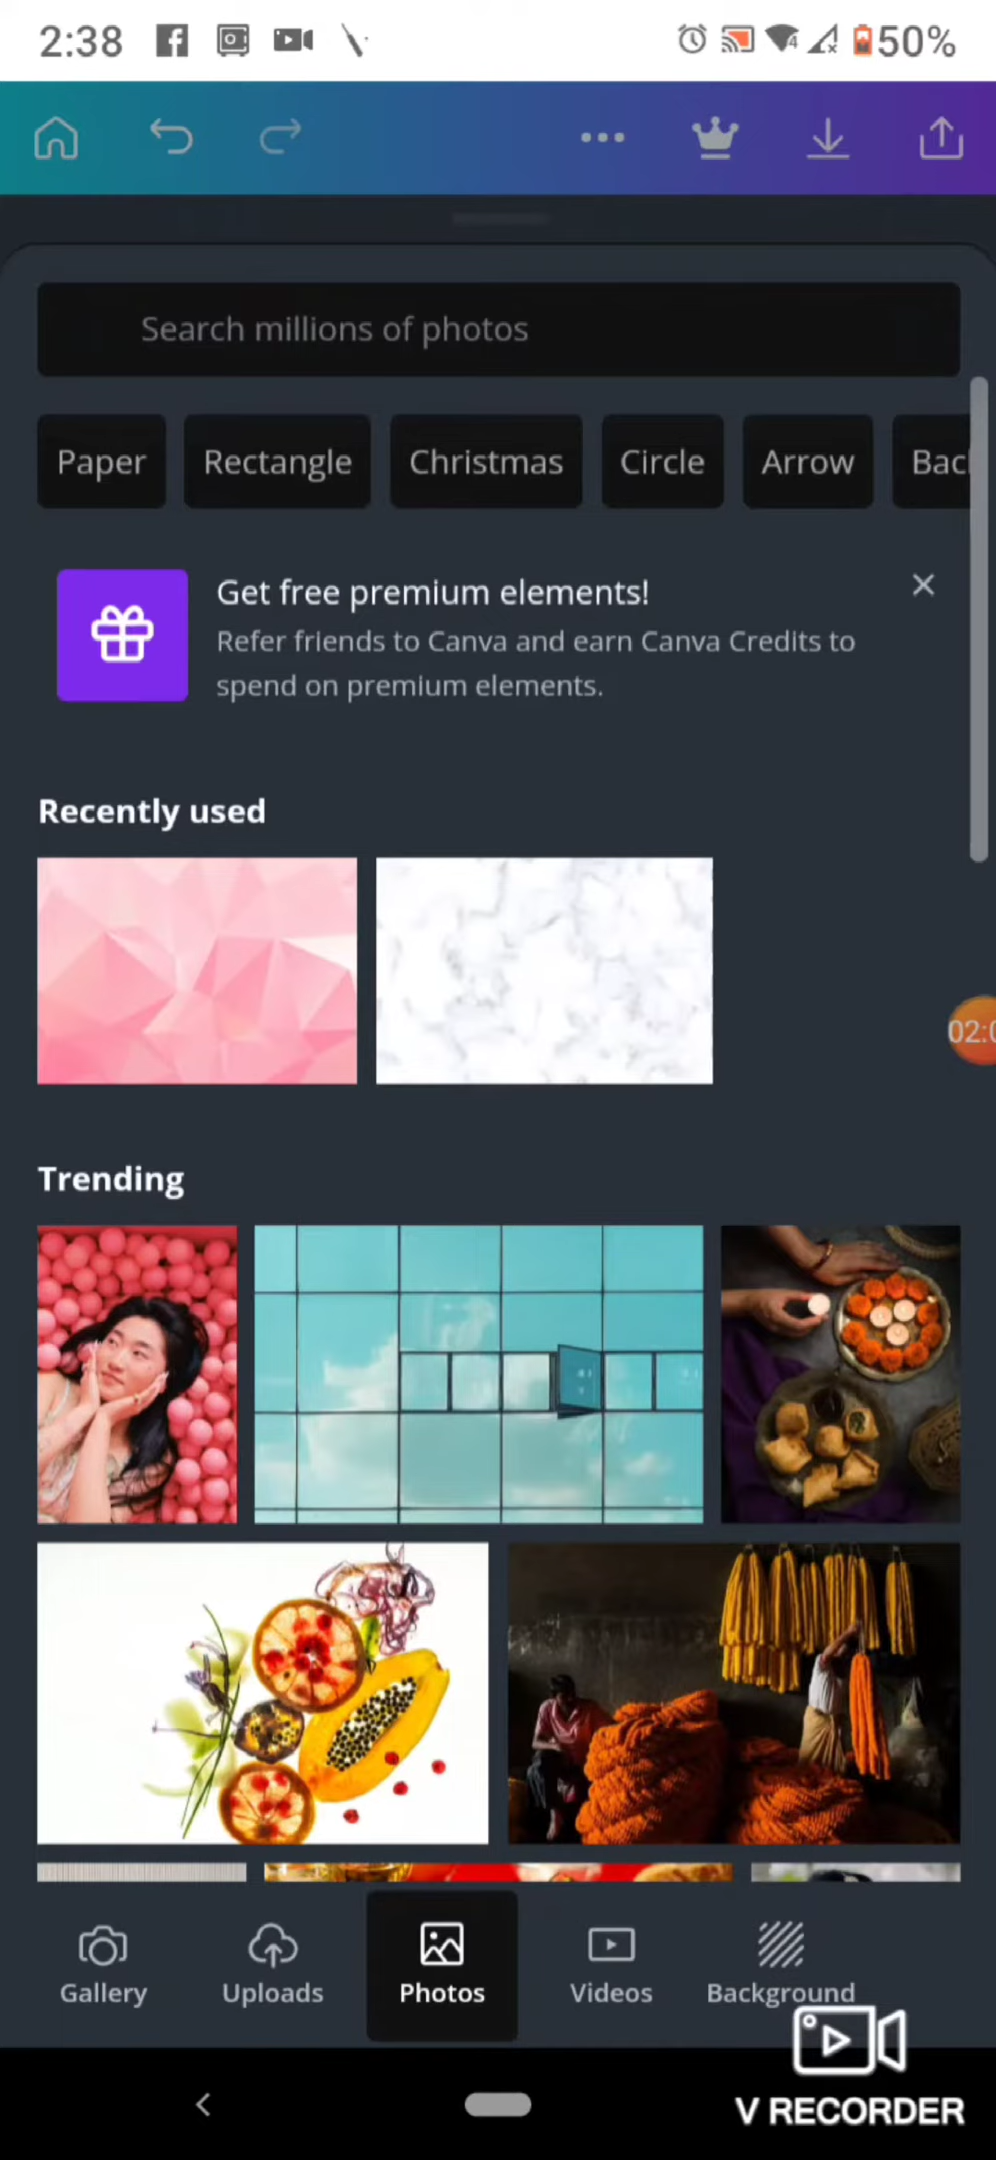 2:38
50%
Search millions of photos
Paper Rectangle Christmas Circle Arrow
Get free premium elements!
Refer friends to Canva and earn Canva Credits to
spend on premium elements.
Recently used
02:0
Trending
Gallery Uploads Photos Videos Background
V RECORDER